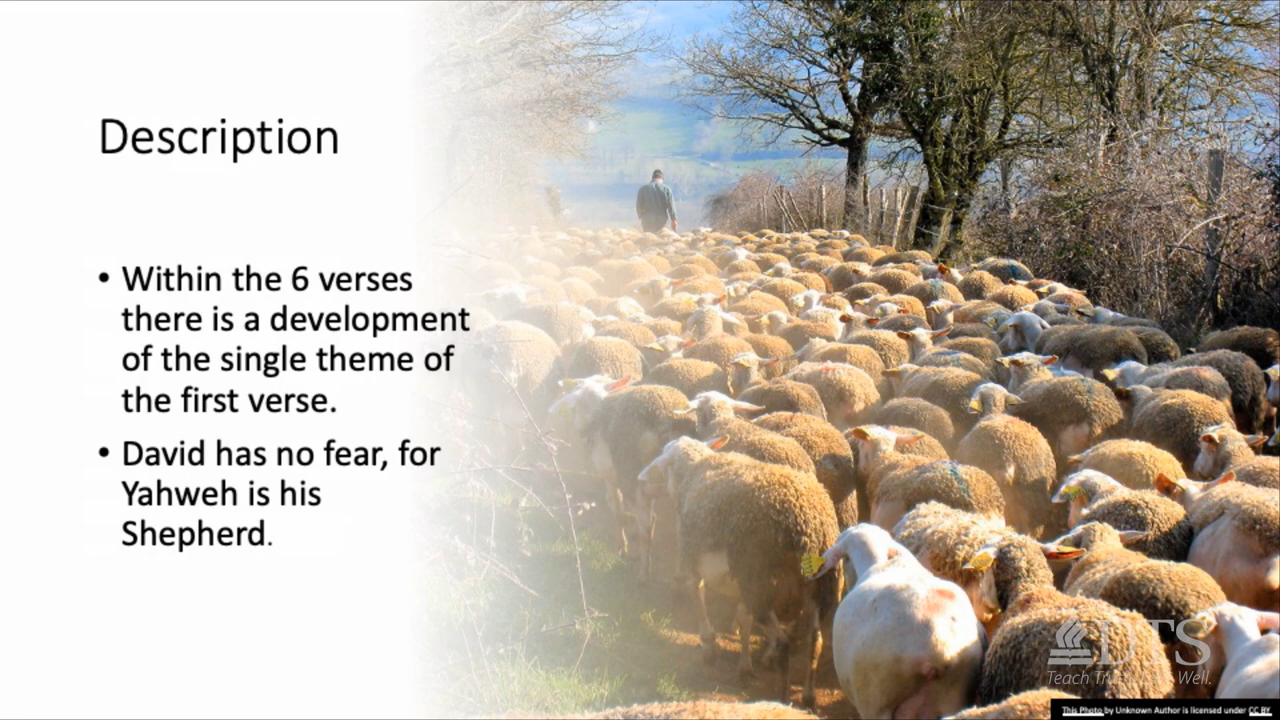 Description
• Within the 6 verses
there is a development
of the single theme of
the first verse.
• David has no fear, for
Yahweh is his
Shepherd.
DTS
Teach Truth. Love Well.
This Photo by Unknown Author is licensed under CC BY